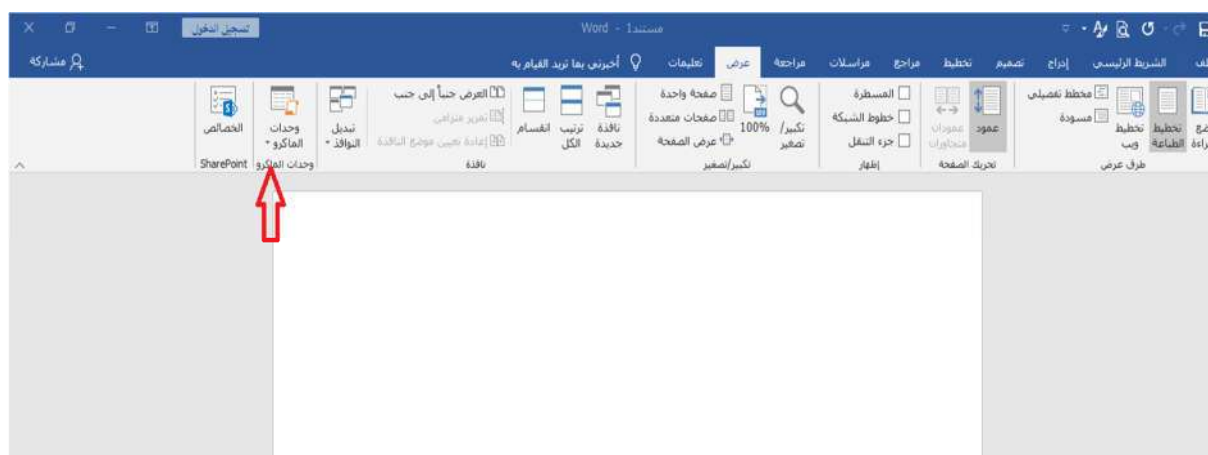 مستند1 - Word
تسجيل الدخول
الشريط الرئيسي
إدراج
تصميم
تخطيط
مراجع
مراسلات
مراجعة
عرض
تعليمات
أخبرني بما تريد القيام به
مشاركة
تخطيط الطباعة
تخطيط ويب
مخطط تفصيلي
مسودة
طرق عرض
عمود
عمودان متجاوران
تحريك الصفحة
المسطرة
خطوط الشبكة
جزء التنقل
إظهار
تكبير/ تصغير
100%
صفحة واحدة
صفحات متعددة
عرض الصفحة
تكبير/تصغير
نافذة جديدة
ترتيب الكل
انقسام
العرض جنباً إلى جنب
تمرير متزامن
إعادة تعيين موضع النافذة
تبديل النوافذ
نافذة
وحدات الماكرو
وحدات الماكرو
الخصائص
SharePoint